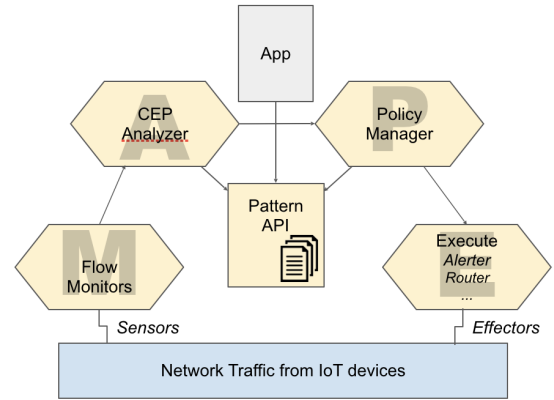 App
A
CEP
Analyzer
P
Policy
Manager
Pattern
API
M
Flow
Monitors
E
Execute
Alerter
Router
...
Sensors
Effectors
Network Traffic from IoT devices